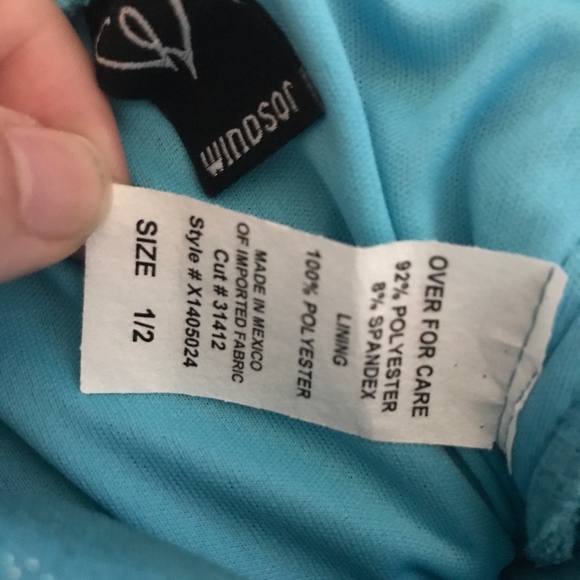 WINDSOR
OVER FOR CARE
92% POLYESTER
8% SPANDEX
LINING
100% POLYESTER
MADE IN MEXICO
OF IMPORTED FABRIC
Cut # 31412
Style # X1405024
SIZE 1/2